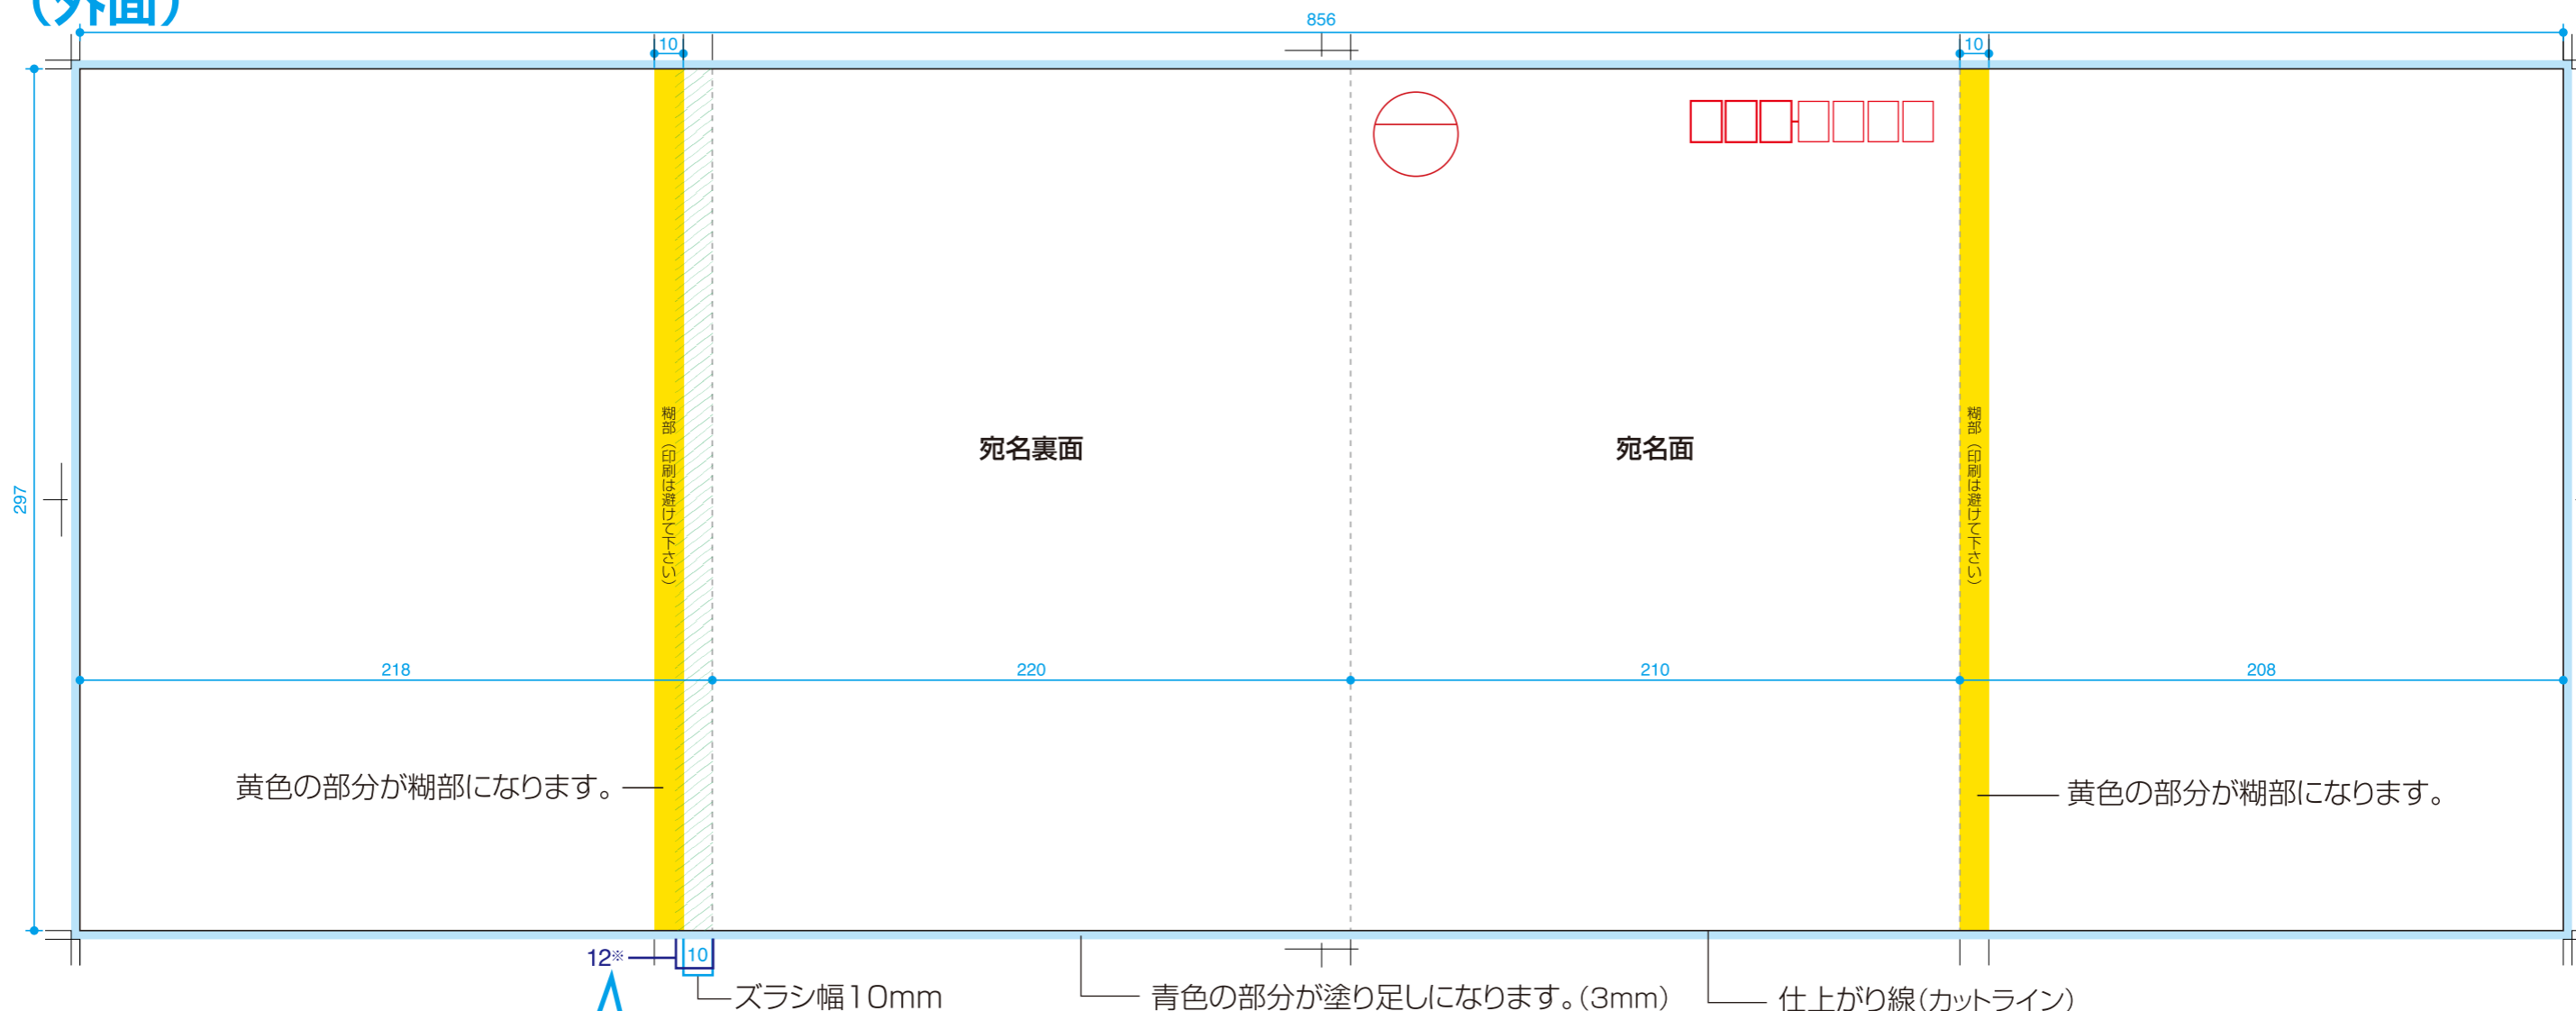 （外面）
856
10
10
297
糊部（印刷は避けて下さい）
宛名裏面
宛名面
糊部（印刷は避けて下さい）
218
220
210
208
黄色の部分が糊部になります。
黄色の部分が糊部になります。
12※
10
ズラシ幅10mm
青色の部分が塗り足しになります。（3mm）
仕上がり線（カットライン）